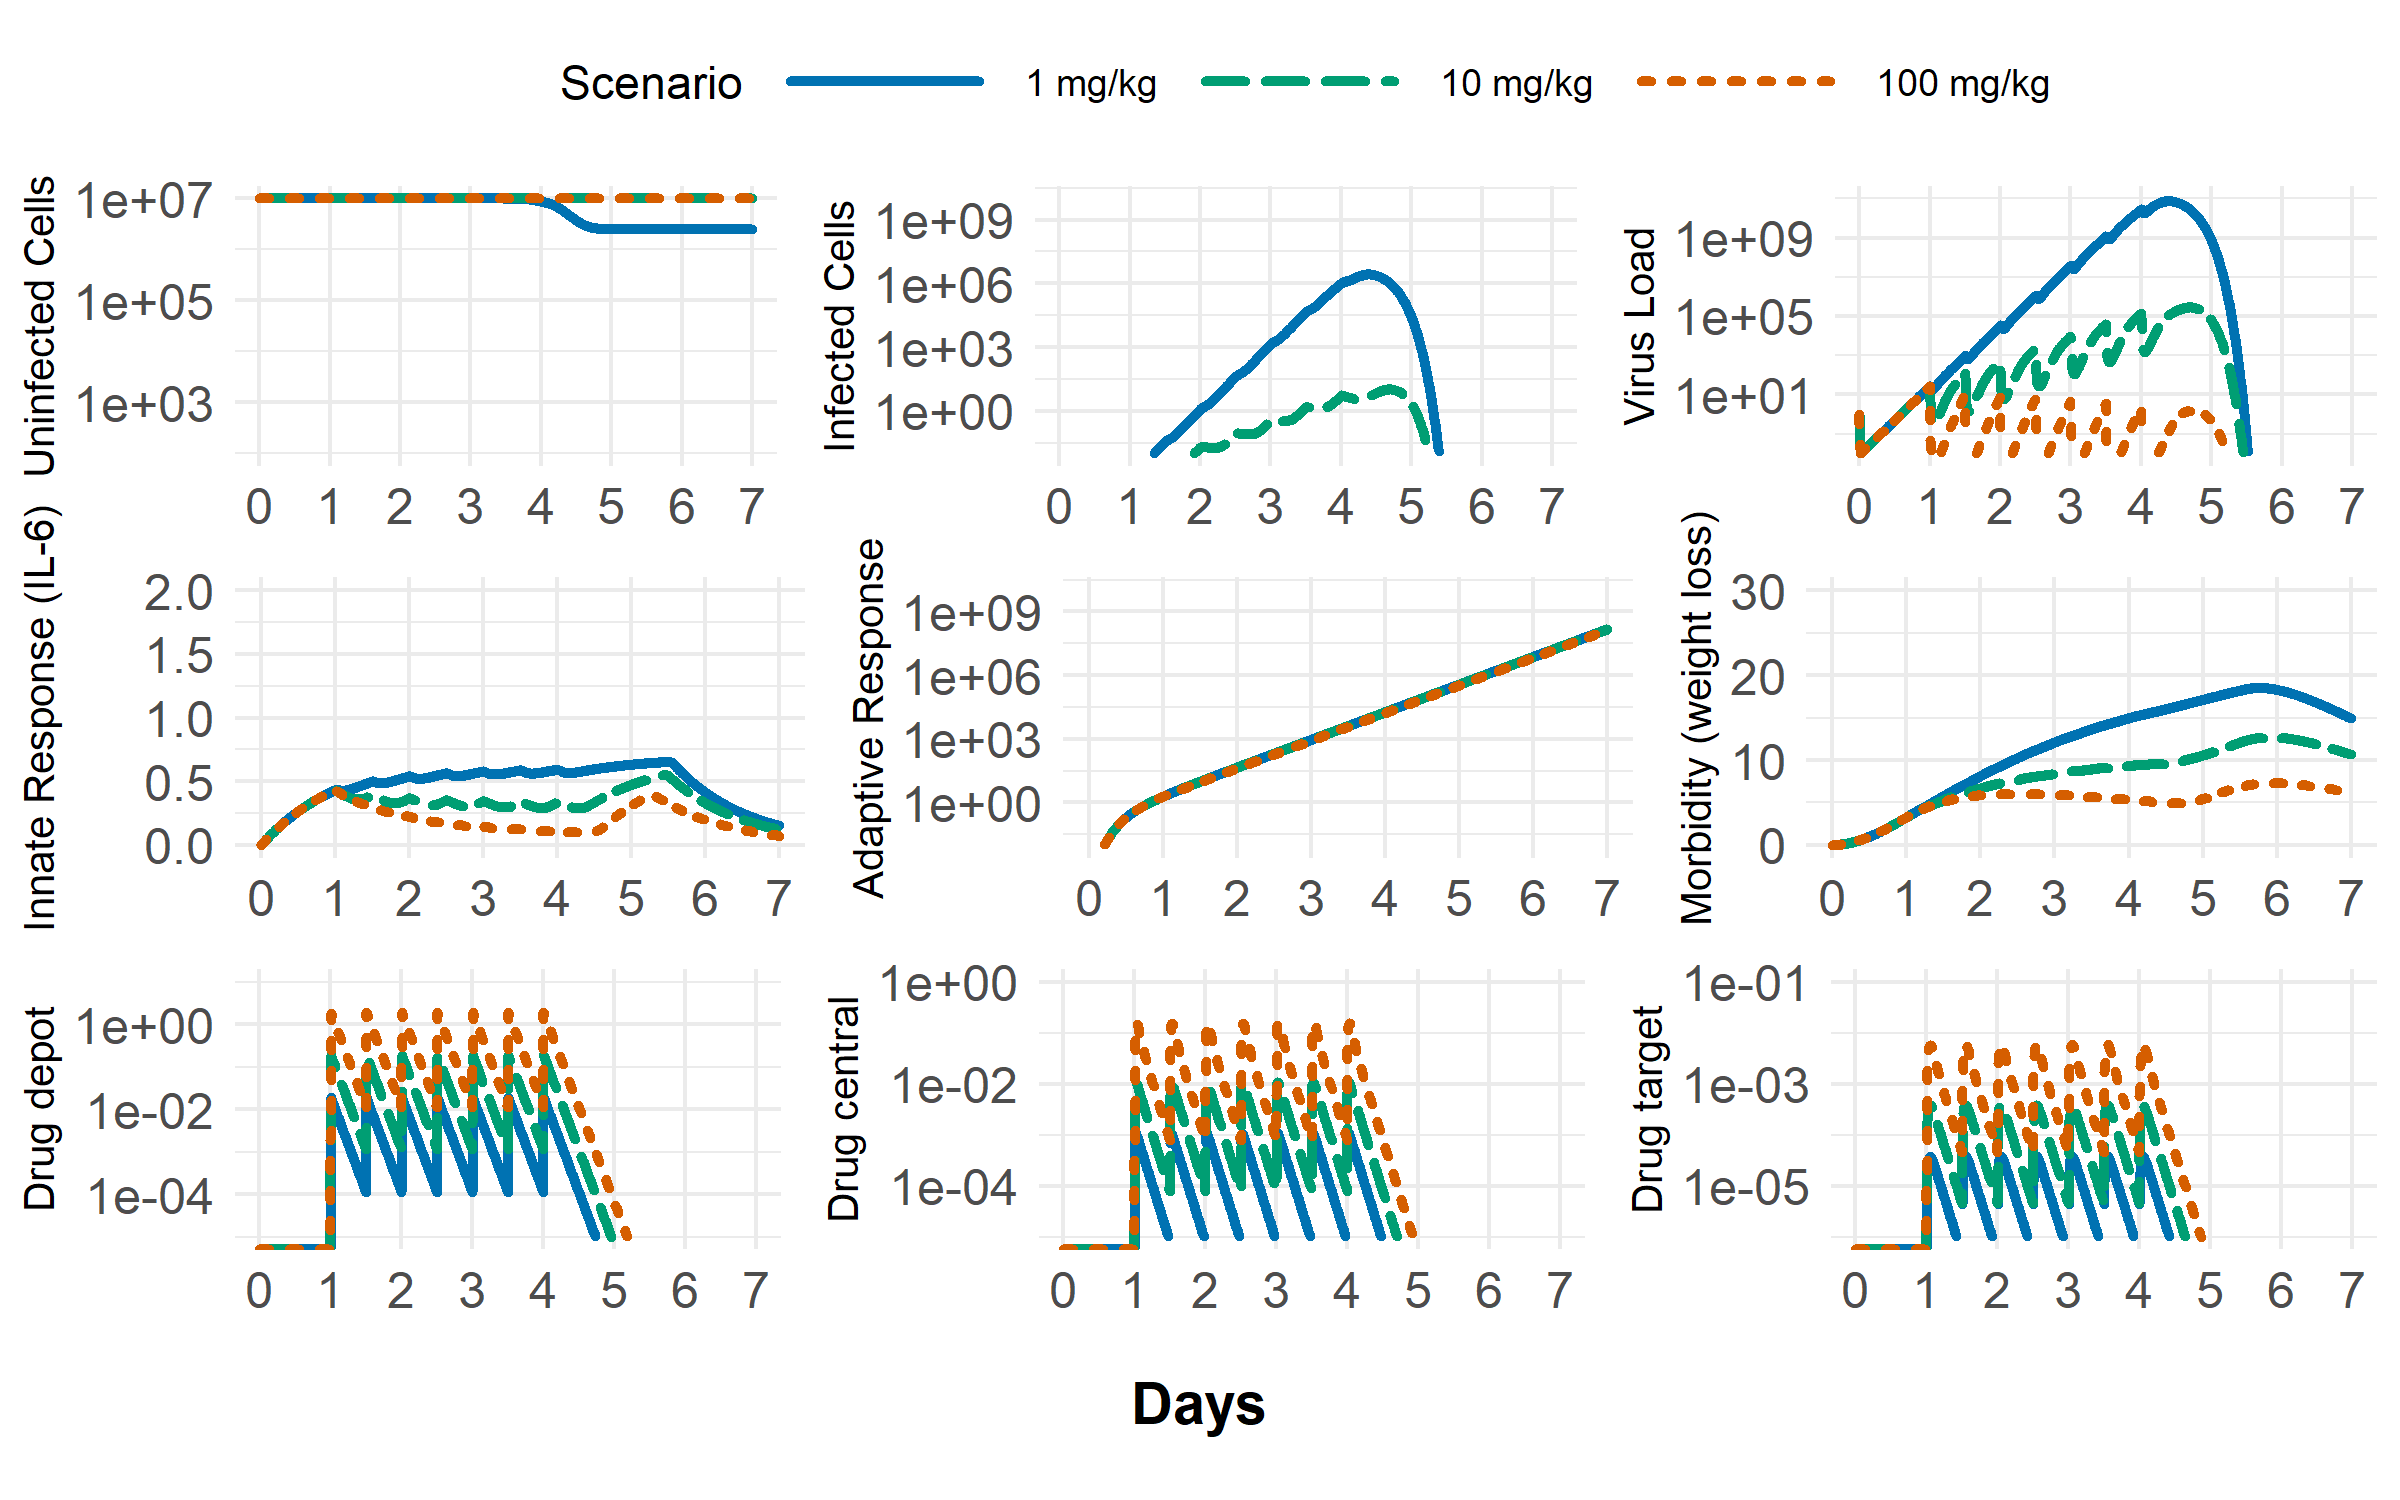 Scenario 1 mg/kg 10 mg/kg 100 mg/kg
Uninfected Cells
1e+07
1e+05
1e+03
0 1 2 3 4 5 6 7
Infected Cells
1e+09
1e+06
1e+03
1e+00
0 1 2 3 4 5 6 7
Virus Load
1e+09
1e+05
1e+01
0 1 2 3 4 5 6 7
Innate Response (IL-6)
2.0
1.5
1.0
0.5
0.0
0 1 2 3 4 5 6 7
Adaptive Response
1e+09
1e+06
1e+03
1e+00
0 1 2 3 4 5 6 7
Morbidity (weight loss)
30
20
10
0
0 1 2 3 4 5 6 7
Drug depot
1e+00
1e-02
1e-04
0 1 2 3 4 5 6 7
Drug central
1e+00
1e-02
1e-04
0 1 2 3 4 5 6 7
Drug target
1e-01
1e-03
1e-05
0 1 2 3 4 5 6 7
Days